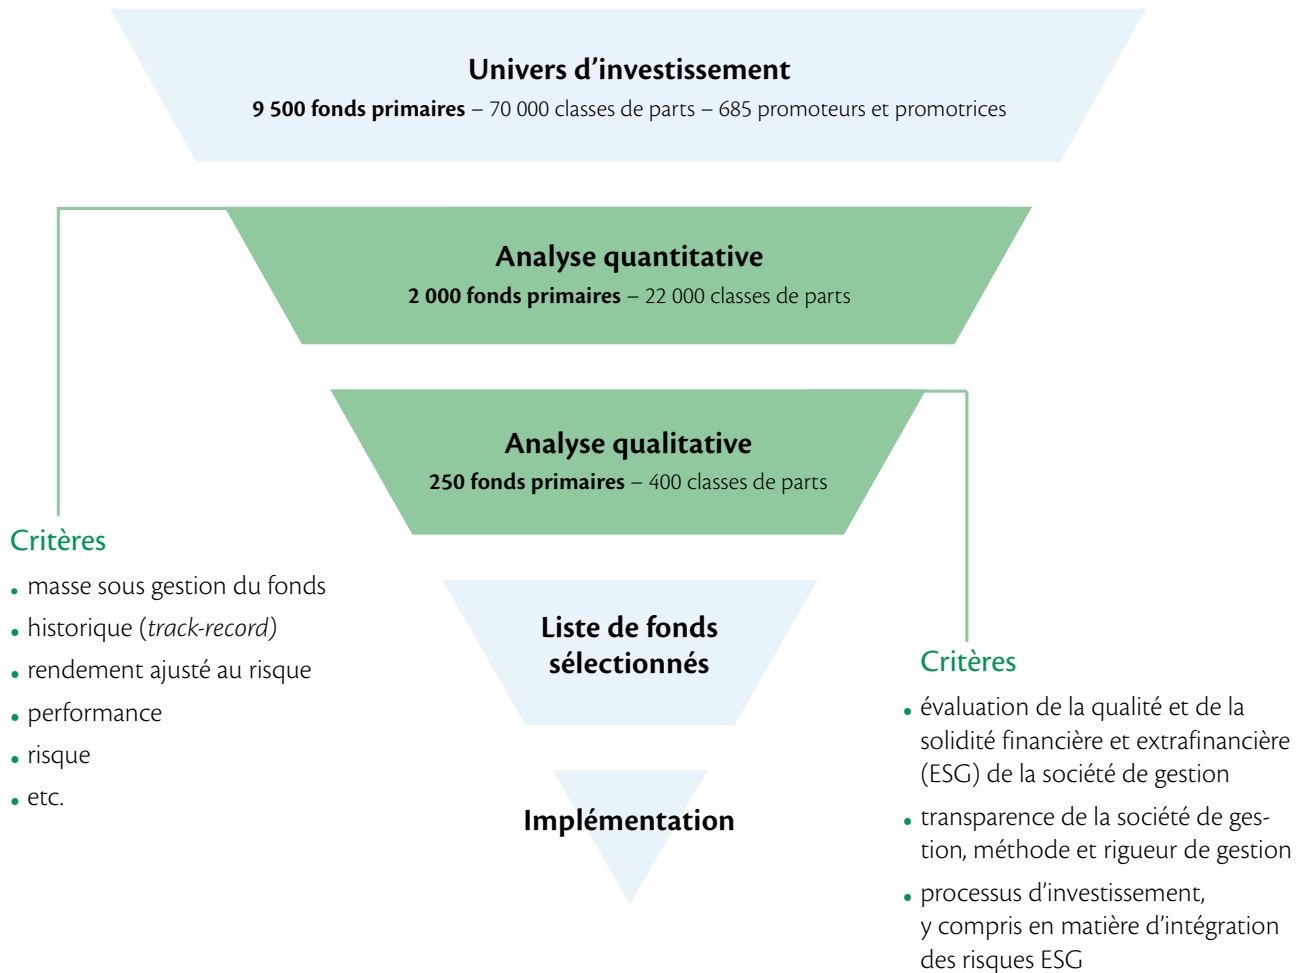 Univers d’investissement
9 500 fonds primaires – 70 000 classes de parts – 685 promoteurs et promotrices
Analyse quantitative
2 000 fonds primaires – 22 000 classes de parts
Analyse qualitative
250 fonds primaires – 400 classes de parts
Critères
• masse sous gestion du fonds
• historique (track-record)
• rendement ajusté au risque
• performance
• risque
• etc.
Liste de fonds
sélectionnés
Implémentation
Critères
• évaluation de la qualité et de la
solidité financière et extrafinancière
(ESG) de la société de gestion
• transparence de la société de ges-
tion, méthode et rigueur de gestion
• processus d’investissement,
y compris en matière d’intégration
des risques ESG